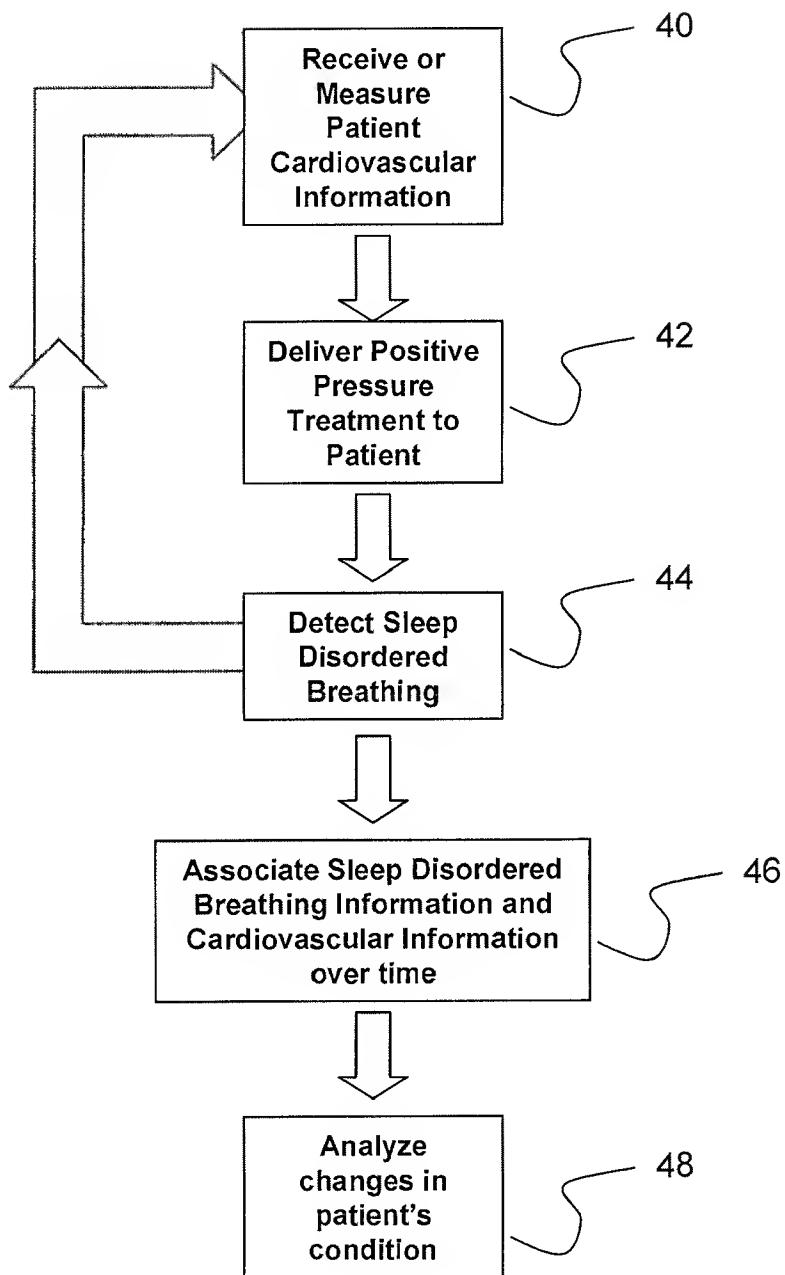 40
Receive or
Measure
Patient
Cardiovascular
Information
42
Deliver Positive
Pressure
Treatment to
Patient
44
Detect Sleep
Disordered
Breathing
46
Associate Sleep Disordered
Breathing Information and
Cardiovascular Information
over time
48
Analyze
changes in
patient's
condition